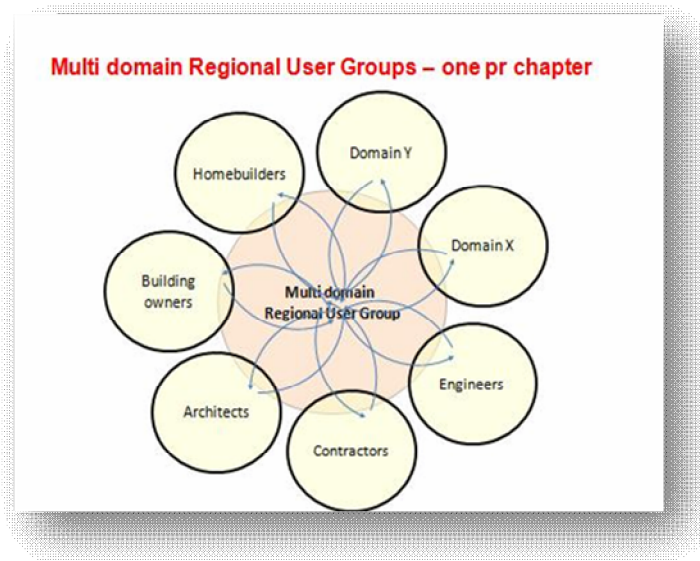 Multi domain Regional User Groups – one pr chapter
Domain Y
Homebuilders
Domain X
Building
owners
Multi domain
Regional User Group
Engineers
Architects
Contractors